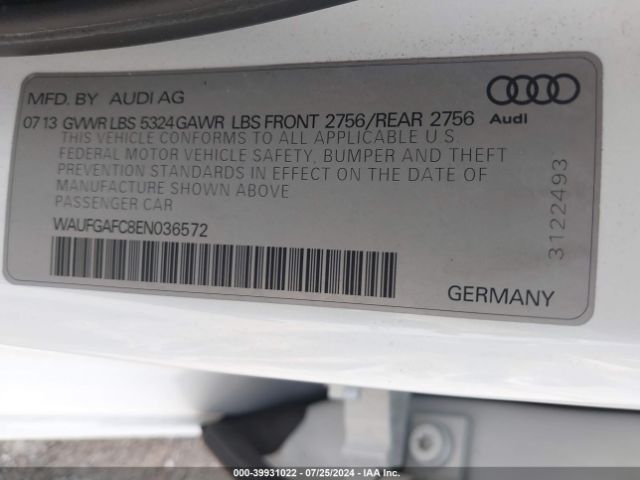 MFD. BY AUDI AG
Audi
07 13 GVWR LBS 5324 GAWR LBS FRONT 2756/REAR 2756
THIS VEHICLE CONFORMS TO ALL APPLICABLE U.S.
FEDERAL MOTOR VEHICLE SAFETY, BUMPER AND THEFT
PREVENTION STANDARDS IN EFFECT ON THE DATE OF
MANUFACTURE SHOWN ABOVE
PASSENGER CAR
WAUFGAFC8EN036572
3122493
GERMANY
000-39931022 / 07/25/2024 / IAA Inc.